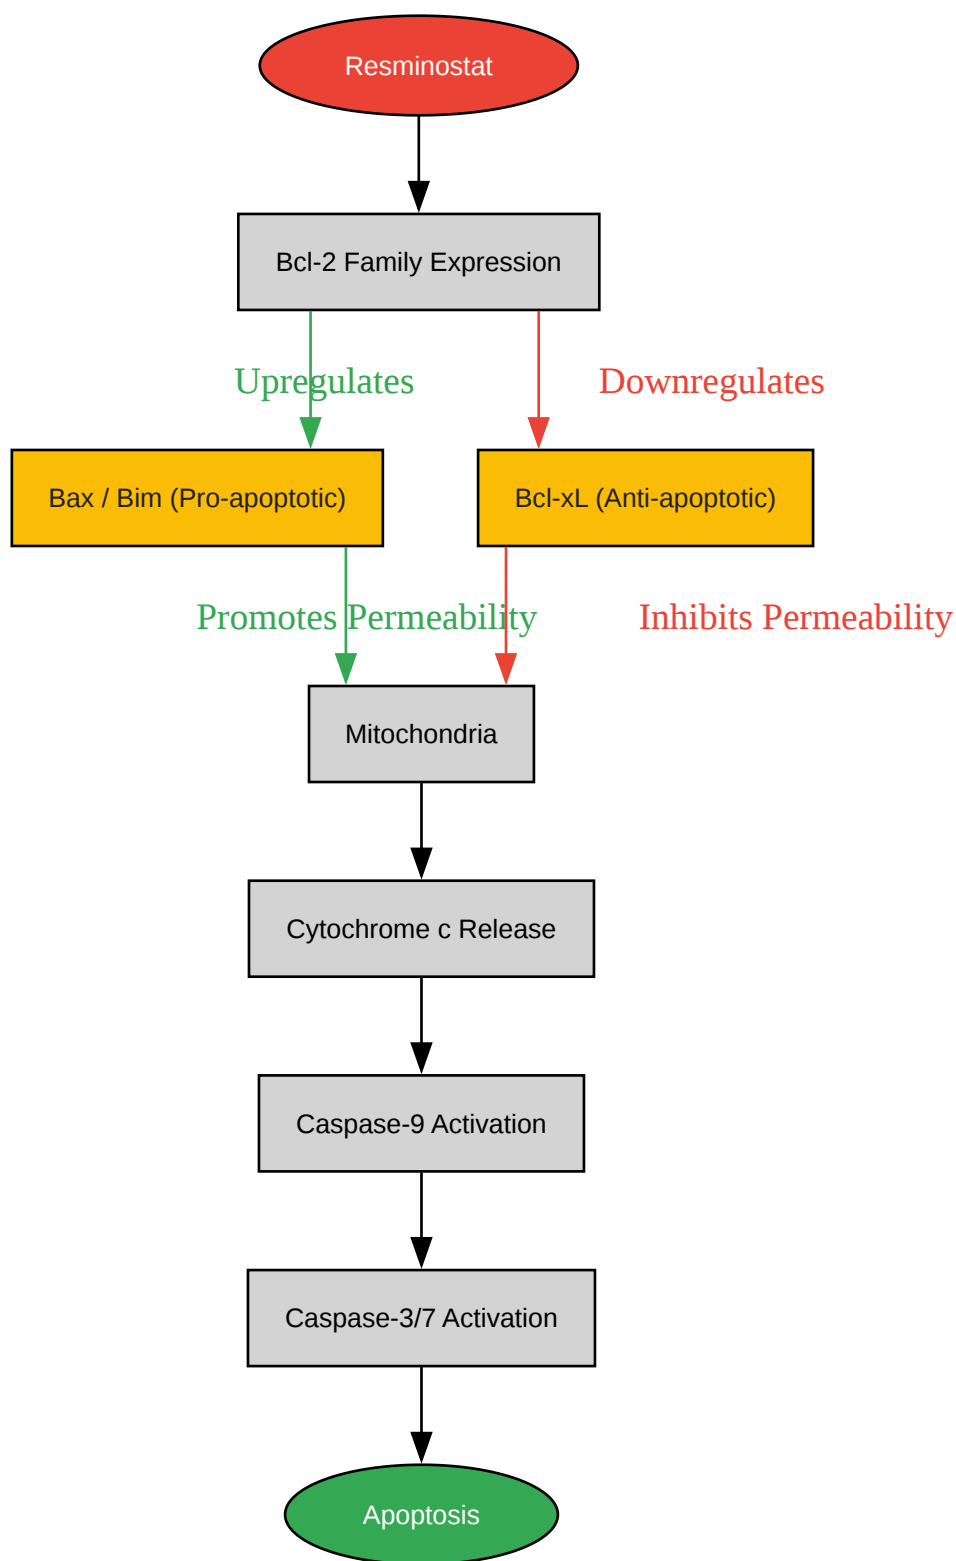 Resminostat
Bcl-2 Family Expression
Upregulates
Downregulates
Bax / Bim (Pro-apoptotic)
Bcl-xL (Anti-apoptotic)
Promotes Permeability
Inhibits Permeability
Mitochondria
Cytochrome c Release
Caspase-9 Activation
Caspase-3/7 Activation
Apoptosis